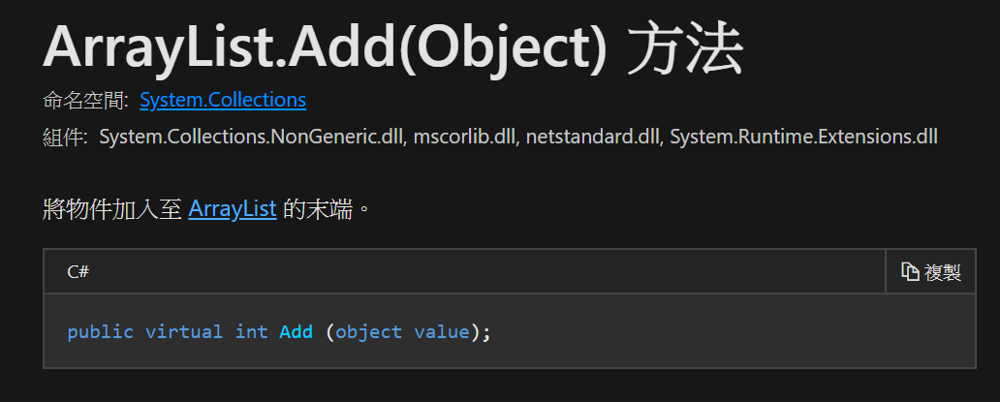 ArrayList.Add(Object) 方法
命名空間: System.Collections
組件: System.Collections.NonGeneric.dll, mscorlib.dll, netstandard.dll, System.Runtime.Extensions.dll
將物件加入至 ArrayList 的末端。
C# 複製
public virtual int Add (object value);